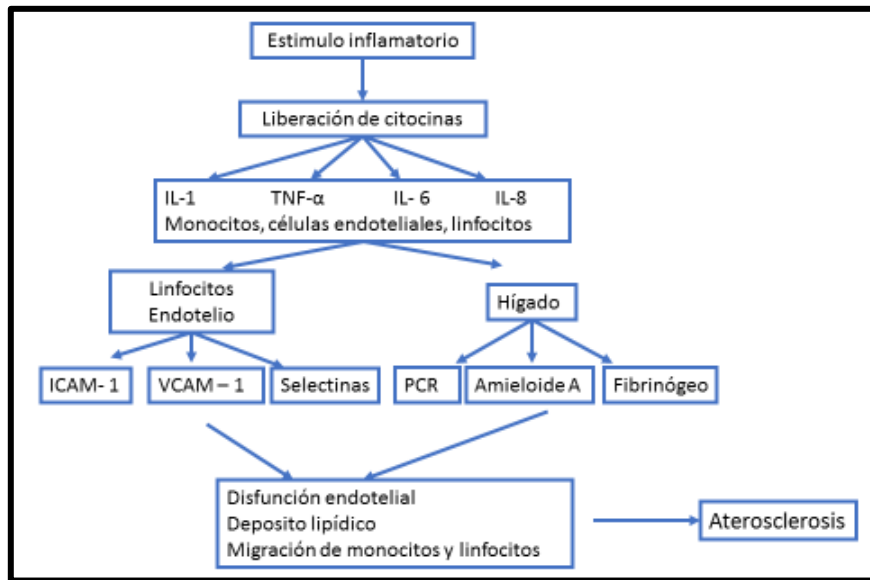 Estimulo inflamatorio
Liberación de citocinas
IL-1 TNF-α IL- 6 IL-8
Monocitos, células endoteliales, linfocitos
Linfocitos
Endotelio
Hígado
ICAM- 1
VCAM – 1
Selectinas
PCR
Amieloide A
Fibrinógeo
Disfunción endotelial
Deposito lipídico
Migración de monocitos y linfocitos
Aterosclerosis